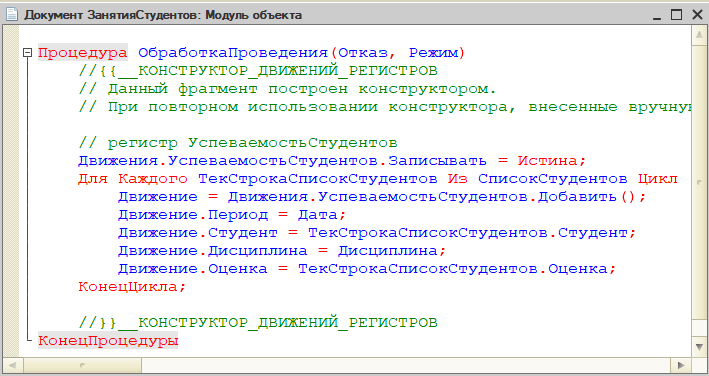 Документ ЗанятияСтудентов: Модуль объекта
Процедура ОбработкаПроведения(Отказ, Режим)
//{{__КОНСТРУКТОР_ДВИЖЕНИЙ_РЕГИСТРОВ
// Данный фрагмент построен конструктором.
// При повторном использовании конструктора, внесенные вручную
// регистр УспеваемостьСтудентов
Движения.УспеваемостьСтудентов.Записывать = Истина;
Для Каждого ТекСтрокаСписокСтудентов Из СписокСтудентов Цикл
Движение = Движения.УспеваемостьСтудентов.Добавить();
Движение.Период = Дата;
Движение.Студент = ТекСтрокаСписокСтудентов.Студент;
Движение.Дисциплина = Дисциплина;
Движение.Оценка = ТекСтрокаСписокСтудентов.Оценка;
КонецЦикла;
//}}__КОНСТРУКТОР_ДВИЖЕНИЙ_РЕГИСТРОВ
КонецПроцедуры